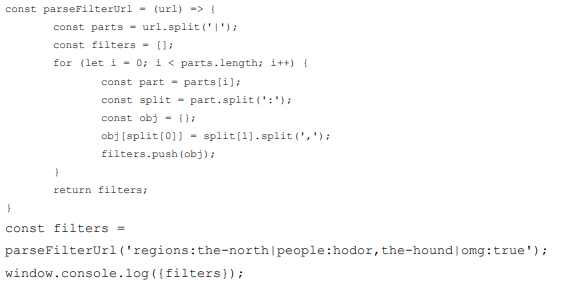 const parseFilterUrl = (url) => {
const parts = url.split('|');
const filters = [];
for (let i = 0; i < parts.length; i++) {
const part = parts[i];
const split = part.split(':');
const obj = {};
obj[split[0]] = split[1].split(',');
filters.push(obj);
}
return filters;
}
const filters =
parseFilterUrl('regions:the-north|people:hodor,the-hound|omg:true');
window.console.log({filters});